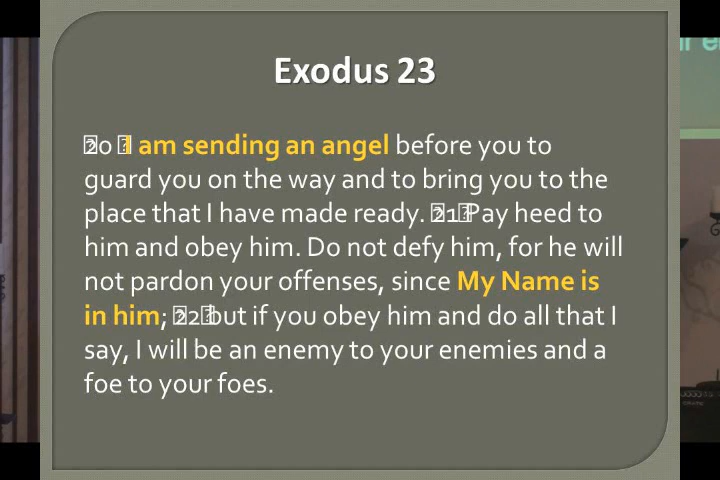 Exodus 23
20 I am sending an angel before you to
guard you on the way and to bring you to the
place that I have made ready. 21 Pay heed to
him and obey him. Do not defy him, for he will
not pardon your offenses, since My Name is
in him; 22 but if you obey him and do all that I
say, I will be an enemy to your enemies and a
foe to your foes.